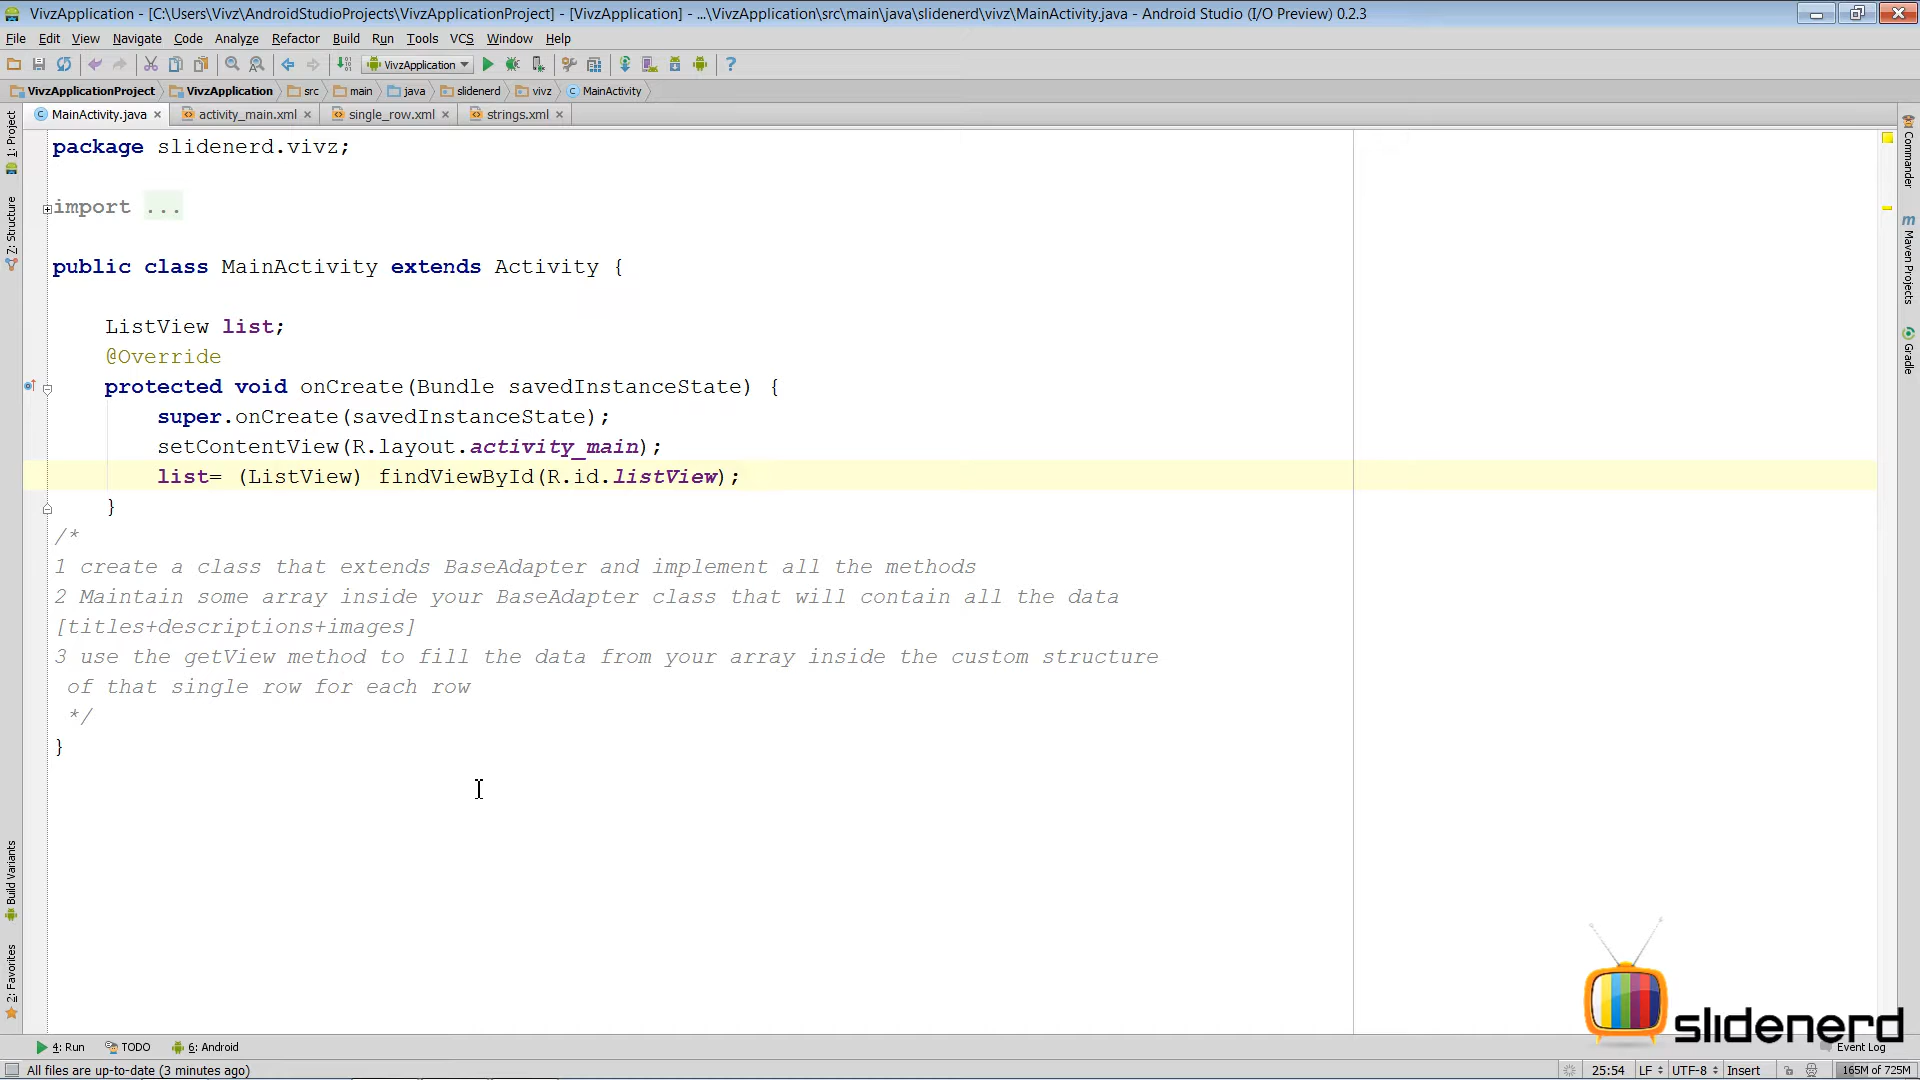 VivzApplication - [C:\Users\Vivz\AndroidStudioProjects\VivzApplicationProject] - [VivzApplication] - ...\VivzApplication\src\main\java\slidenerd\vivz\MainActivity.java - Android Studio (I/O Preview) 0.2.3
File Edit View Navigate Code Analyze Refactor Build Run Tools VCS Window Help
VivzApplication
VivzApplicationProject VivzApplication src main java slidenerd vivz MainActivity
MainActivity.java activity_main.xml single_row.xml strings.xml
1: Project
7: Structure
Build Variants
2: Favorites
Commander
Maven Projects
Gradle
package slidenerd.vivz;
import ...
public class MainActivity extends Activity {
ListView list;
@Override
protected void onCreate(Bundle savedInstanceState) {
super.onCreate(savedInstanceState);
setContentView(R.layout.activity_main);
list= (ListView) findViewById(R.id.listView);
}
/*
1 create a class that extends BaseAdapter and implement all the methods
2 Maintain some array inside your BaseAdapter class that will contain all the data
[titles+descriptions+images]
3 use the getView method to fill the data from your array inside the custom structure
of that single row for each row
*/
}
slidenerd
4: Run TODO 6: Android Event Log
All files are up-to-date (3 minutes ago) 25:54 LF UTF-8 Insert 165M of 725M